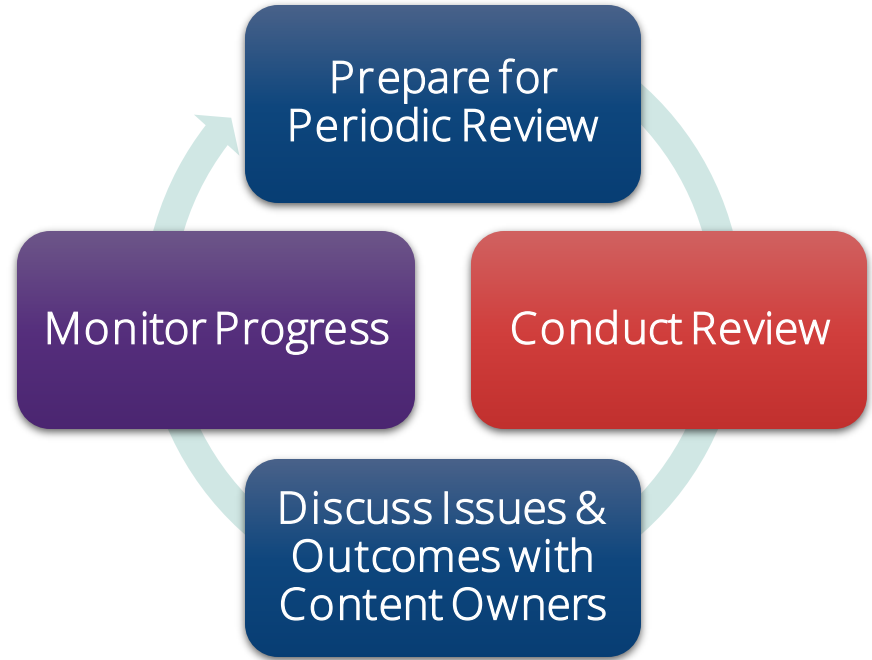 Prepare for
Periodic Review
Monitor Progress
Conduct Review
Discuss Issues &
Outcomes with
Content Owners